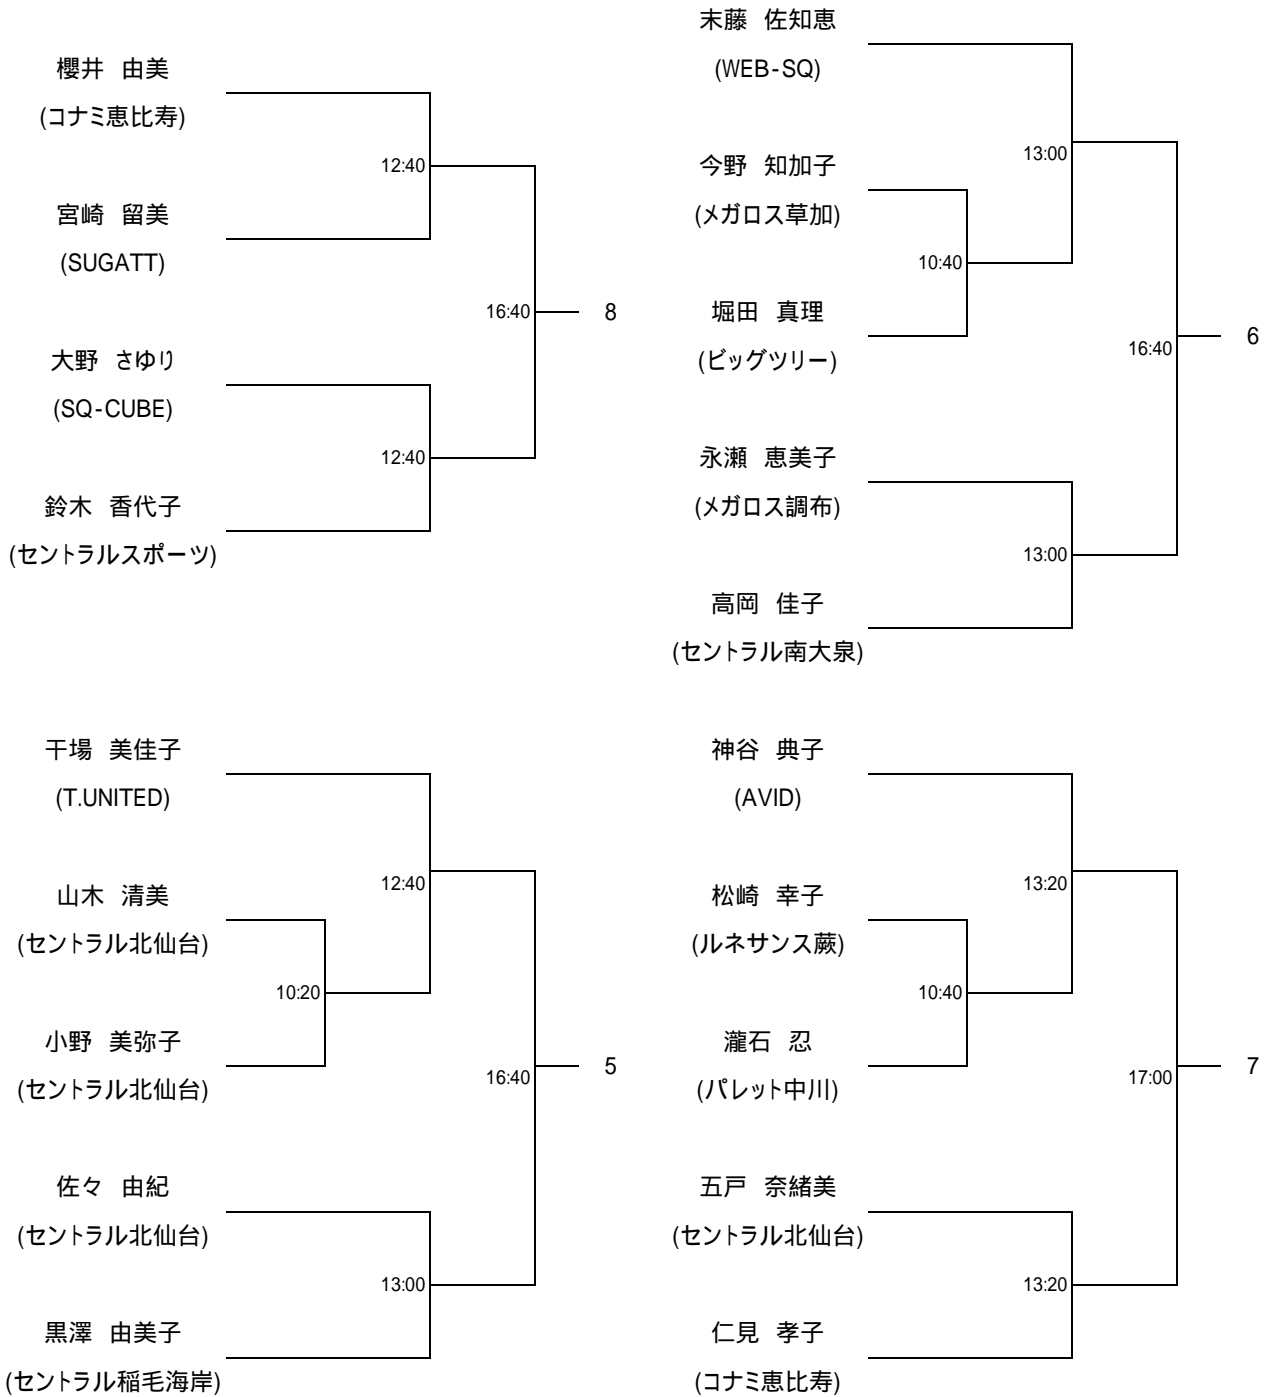 櫻井 由美
(コナミ恵比寿)
12:40
宮崎 留美
(SUGATT)
16:40
8
大野 さゆり
(SQ-CUBE)
12:40
鈴木 香代子
(セントラルスポーツ)
末藤 佐知恵
(WEB-SQ)
13:00
今野 知加子
(メガロス草加)
10:40
堀田 真理
(ビッグツリー)
16:40
6
永瀬 恵美子
(メガロス調布)
13:00
高岡 佳子
(セントラル南大泉)
干場 美佳子
(T.UNITED)
12:40
山木 清美
(セントラル北仙台)
10:20
小野 美弥子
(セントラル北仙台)
16:40
5
佐々 由紀
(セントラル北仙台)
13:00
黒澤 由美子
(セントラル稲毛海岸)
神谷 典子
(AVID)
13:20
松崎 幸子
(ルネサンス蕨)
10:40
瀧石 忍
(パレット中川)
17:00
7
五戸 奈緒美
(セントラル北仙台)
13:20
仁見 孝子
(コナミ恵比寿)